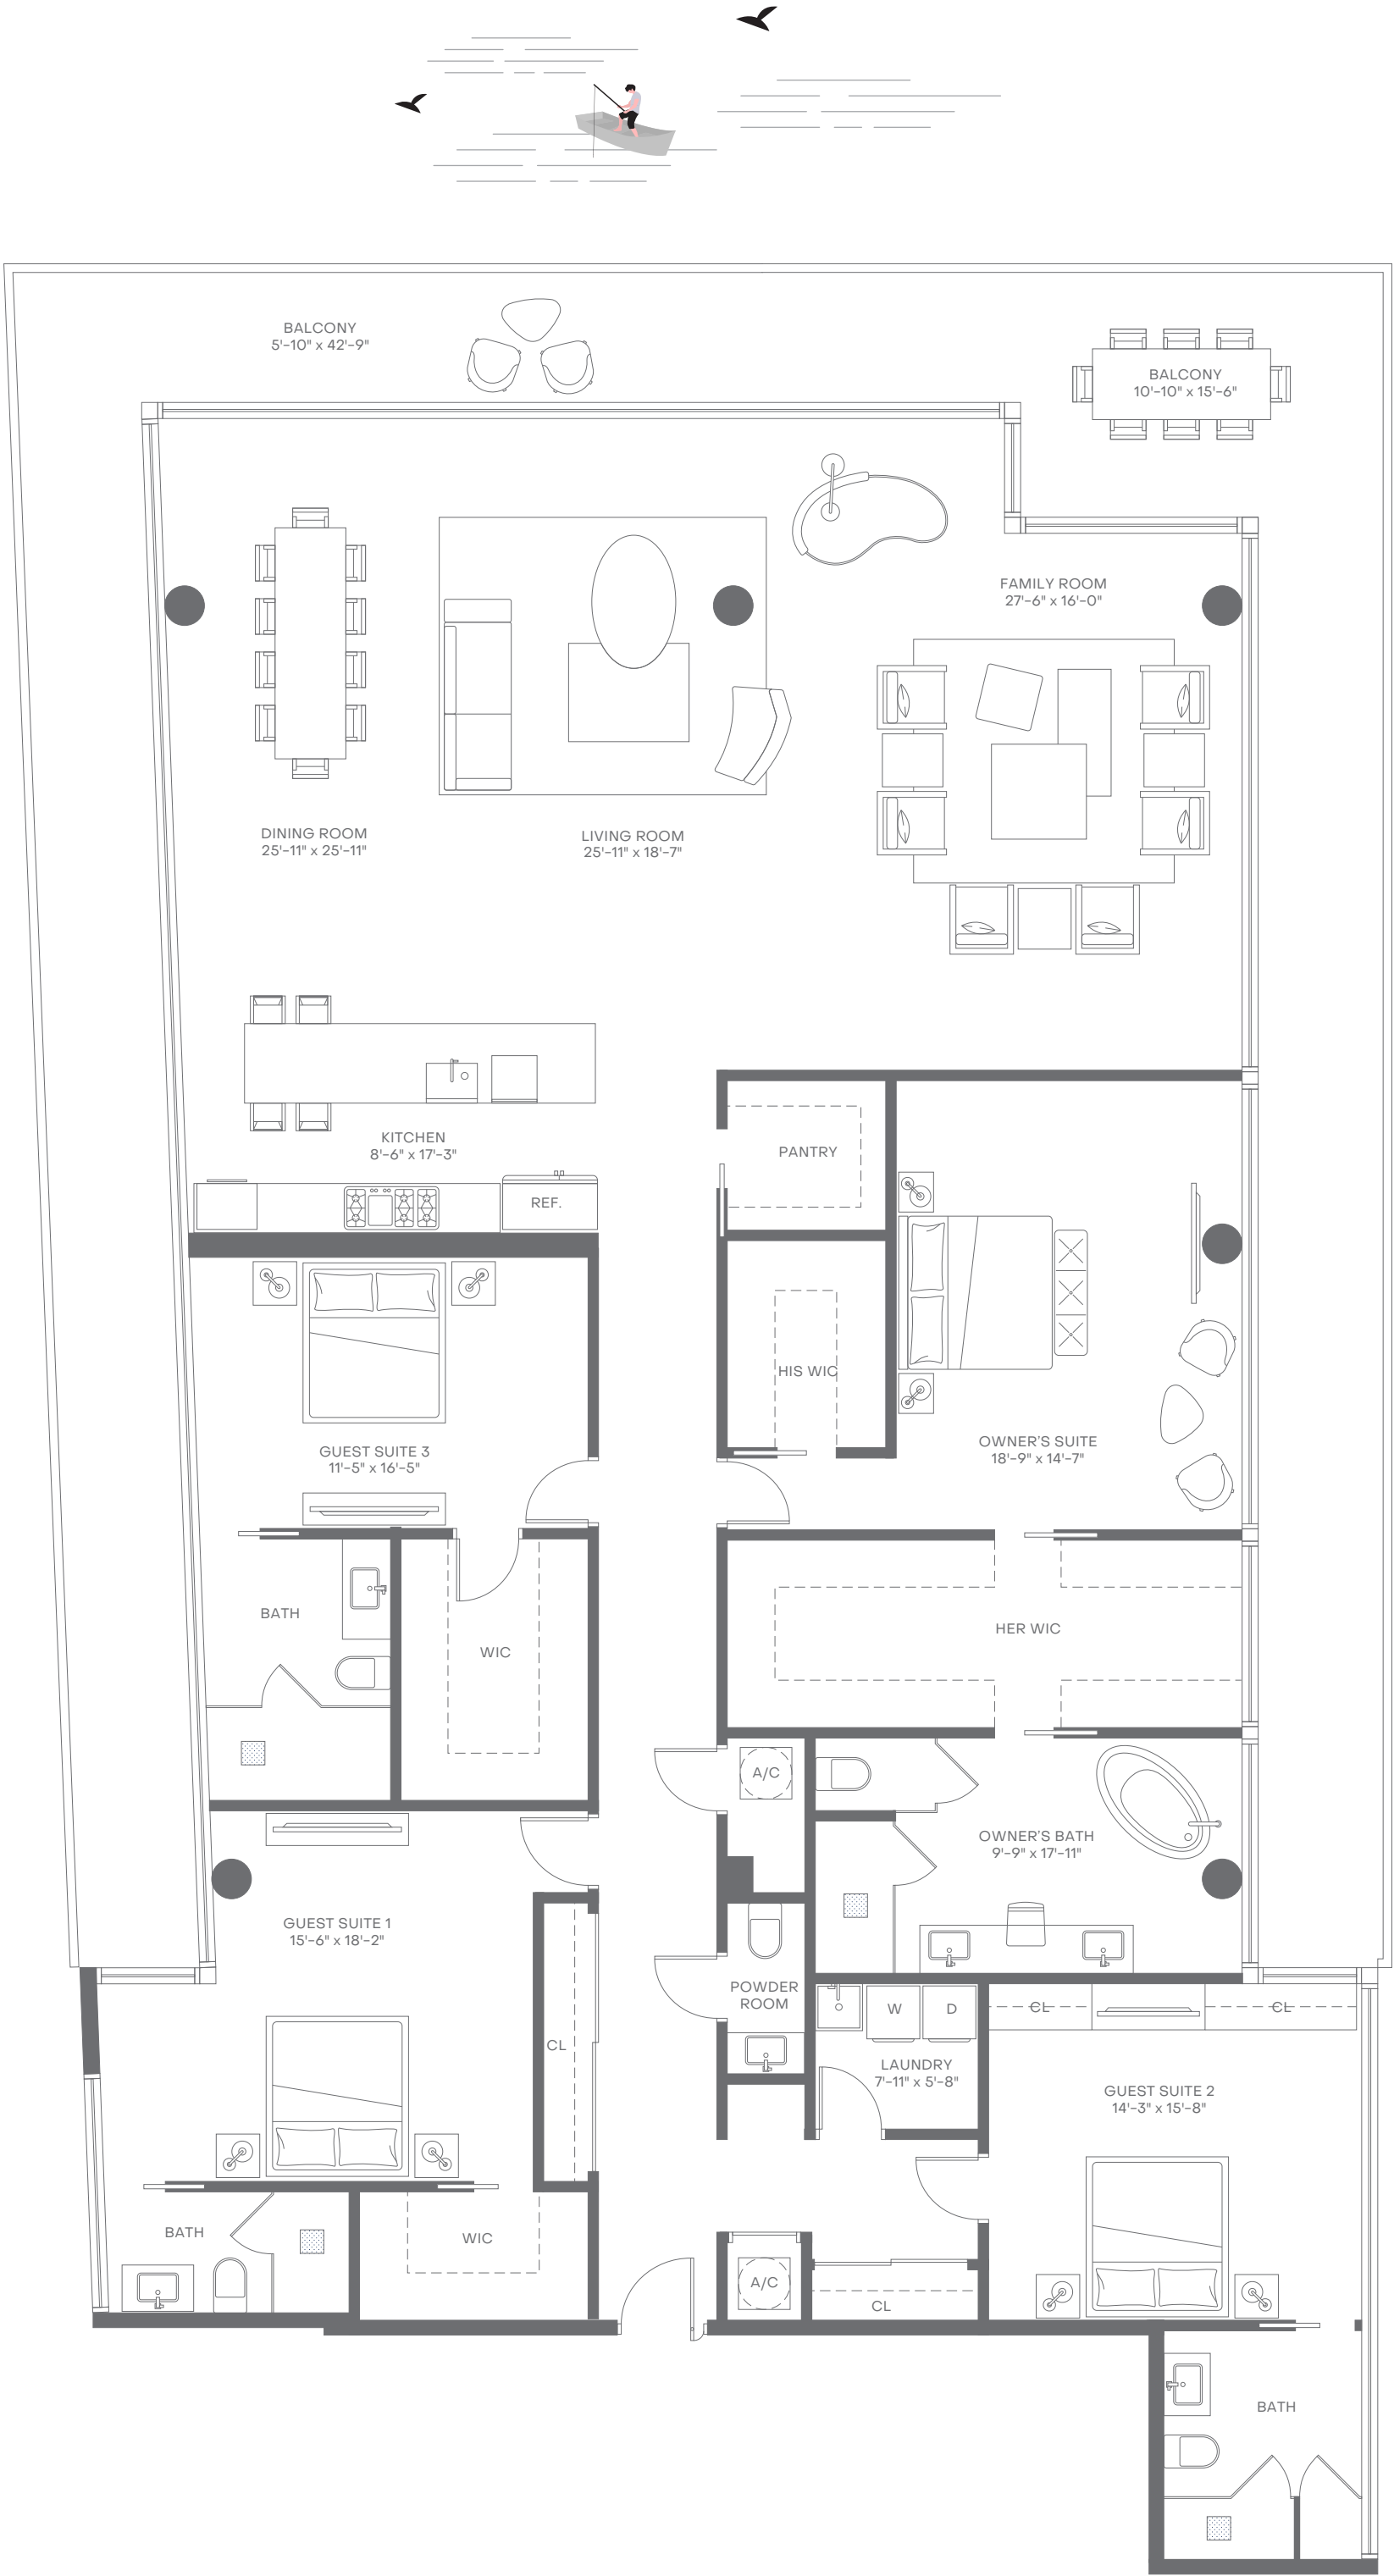 BALCONY
5'-10" x 42'-9"
BALCONY
10'-10" x 15'-6"
FAMILY ROOM
27'-6" x 16'-0"
DINING ROOM
25'-11" x 25'-11"
LIVING ROOM
25'-11" x 18'-7"
KITCHEN
8'-6" x 17'-3"
PANTRY
REF.
HIS WIC
OWNER'S SUITE
18'-9" x 14'-7"
GUEST SUITE 3
11'-5" x 16'-5"
BATH
WIC
HER WIC
A/C
OWNER'S BATH
9'-9" x 17'-11"
GUEST SUITE 1
15'-6" x 18'-2"
POWDER
ROOM
W
D
CL
CL
CL
LAUNDRY
7'-11" x 5'-8"
GUEST SUITE 2
14'-3" x 15'-8"
BATH
WIC
A/C
CL
BATH